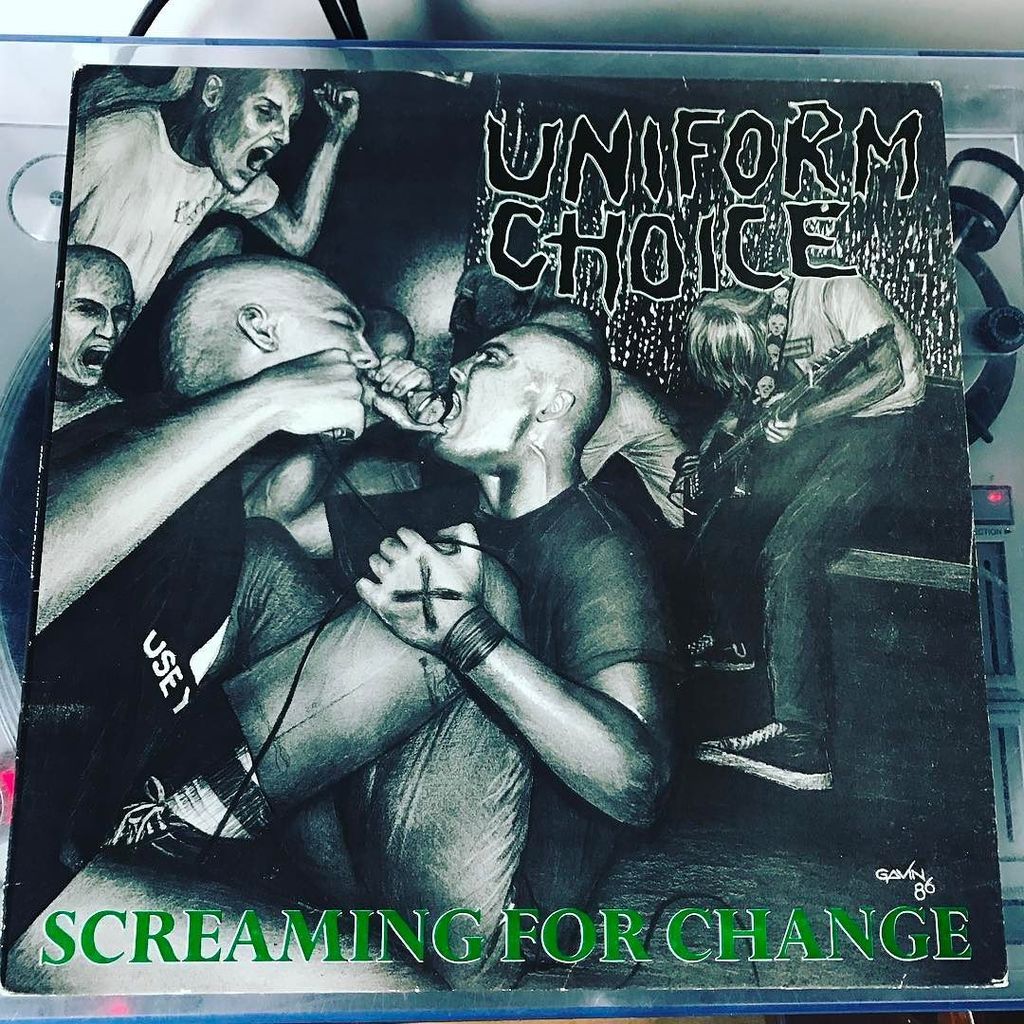 UNIFORM
CHOICE
USE
GAVIN
86
SCREAMING FOR CHANGE